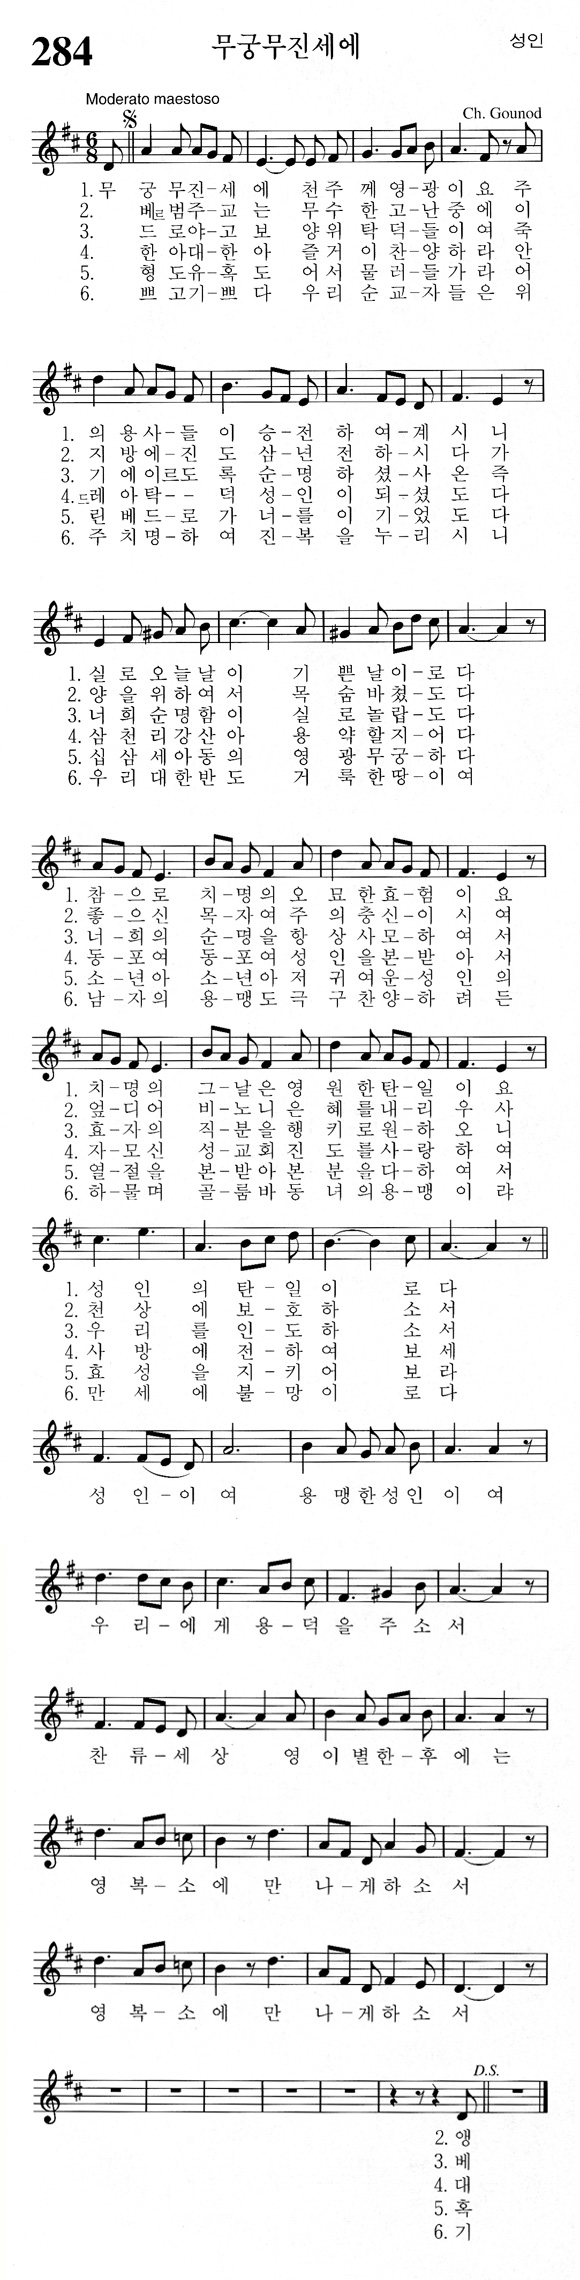 284 무궁무진세에 성인
Moderato maestoso
Ch. Gounod
1. 무 궁 무진-세 에 천주 께 영-광 이 요 주
2. 베르 범주-교 는 무수 한 고-난 중 에 이
3. 드 로야-고 보 양위 탁 덕-들 이 여 죽
4. 한 아대-한 아 즐거 이 찬-양 하 라 안
5. 형 도유-혹 도 어서 물 러-들 가 라 어
6. 쁘 고기-쁘 다 우리 순 교-자 들 은 위
1. 의 용사-들 이 승-전 하 여-계 시 니
2. 지 방에-진 도 삼-년 전 하-시 다 가
3. 기 에이르도 록 순-명 하 셨-사 온 즉
4. 드레 아탁-- 덕 성-인 이 되-셨 도 다
5. 린 베드-로 가 너-를 이 기-었 도 다
6. 주 치명-하 여 진-복 을 누-리 시 니
1. 실 로 오늘날이 기 쁜 날이-로 다
2. 양 을 위하여서 목 숨 바쳤-도 다
3. 너 희 순명함이 실 로 놀랍-도 다
4. 삼 천 리강산아 용 약 할지-어 다
5. 십 삼 세아동의 영 광 무궁-하 다
6. 우 리 대한반도 거 룩 한땅-이 여
1. 참-으로 치-명의 오 묘 한효-험 이 요
2. 좋-으신 목-자여 주 의 충신-이 시 여
3. 너-희의 순-명을 항 상 사모-하 여 서
4. 동-포여 동-포여 성 인 을본-받 아 서
5. 소-년아 소-년아 저 귀 여운-성 인 의
6. 남-자의 용-맹도 극 구 찬양-하 려 든
1. 치-명의 그-날은 영 원 한탄-일 이 요
2. 엎-디어 비-노니 은 혜 를내-리 우 사
3. 효-자의 직-분을 행 키 로원-하 오 니
4. 자-모신 성-교회 진 도 를사-랑 하 여
5. 열-절을 본-받아 본 분 을다-하 여 서
6. 하-물며 골-룸바 동 녀 의용-맹 이 랴
1. 성 인 의 탄-일 이 로 다
2. 천 상 에 보-호 하 소 서
3. 우 리 를 인-도 하 소 서
4. 사 방 에 전-하 여 보 세
5. 효 성 을 지-키 어 보 라
6. 만 세 에 불-망 이 로 다
성 인-이 여 용 맹 한 성 인 이 여
우 리-에 게 용-덕 을 주 소 서
찬 류-세 상 영 이 별 한-후 에 는
영 복-소 에 만 나-게 하 소 서
영 복-소 에 만 나-게 하 소 서
D.S.
2. 앵
3. 베
4. 대
5. 혹
6. 기